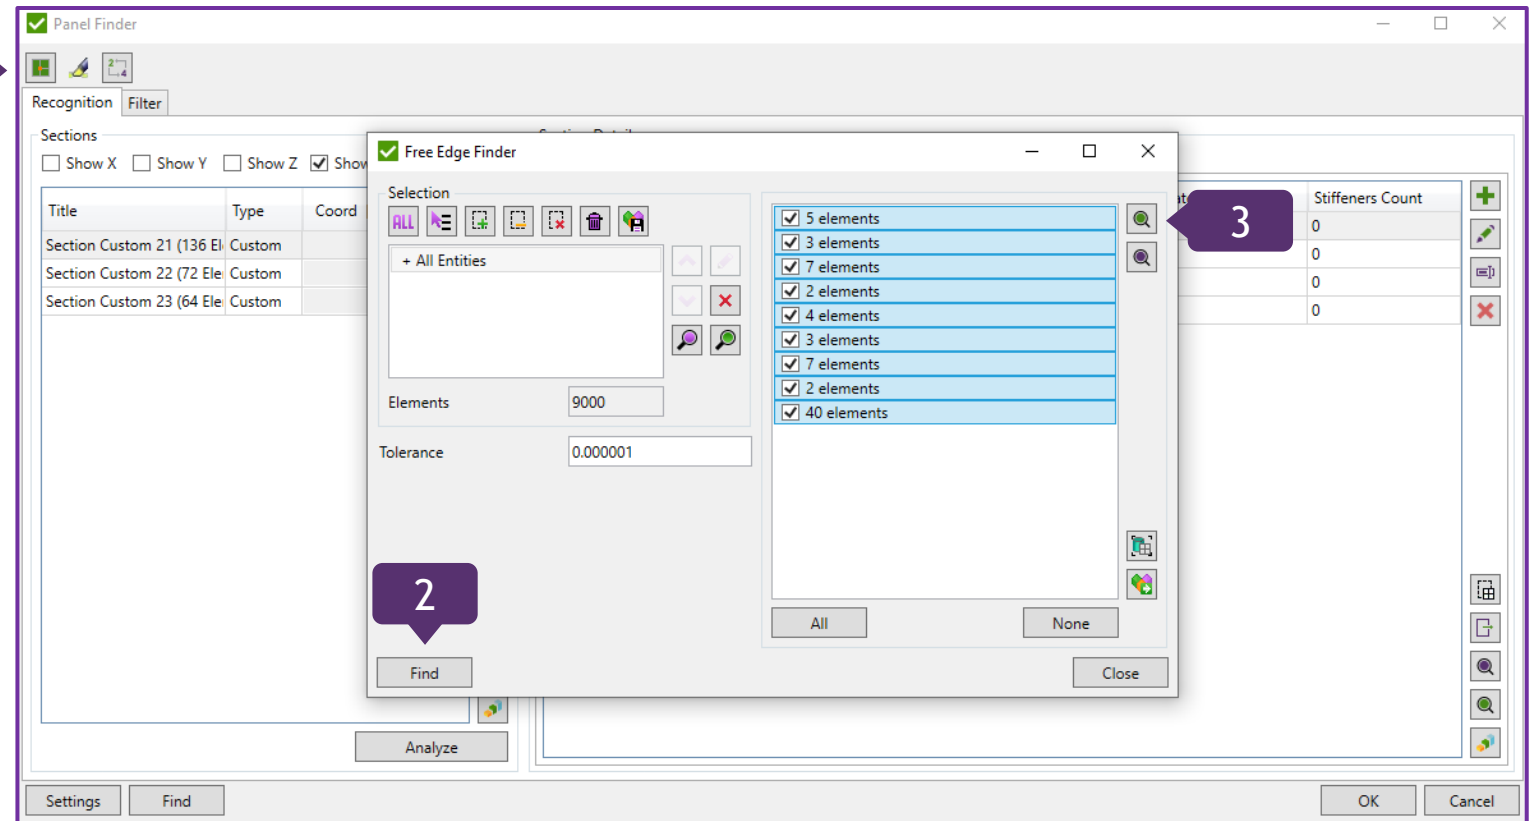 Panel Finder
2 4
Recognition Filter
Sections
Show X Show Y Show Z Show
Title Type Coord
Section Custom 21 (136 El Custom
Section Custom 22 (72 Ele Custom
Section Custom 23 (64 Ele Custom
Analyze
Settings Find
Free Edge Finder
Selection
ALL
+ All Entities
Elements 9000
Tolerance 0.000001
2
Find
5 elements
3 elements
7 elements
2 elements
4 elements
3 elements
7 elements
2 elements
40 elements
All None
Close
3
Stiffeners Count
0
0
0
0
OK Cancel